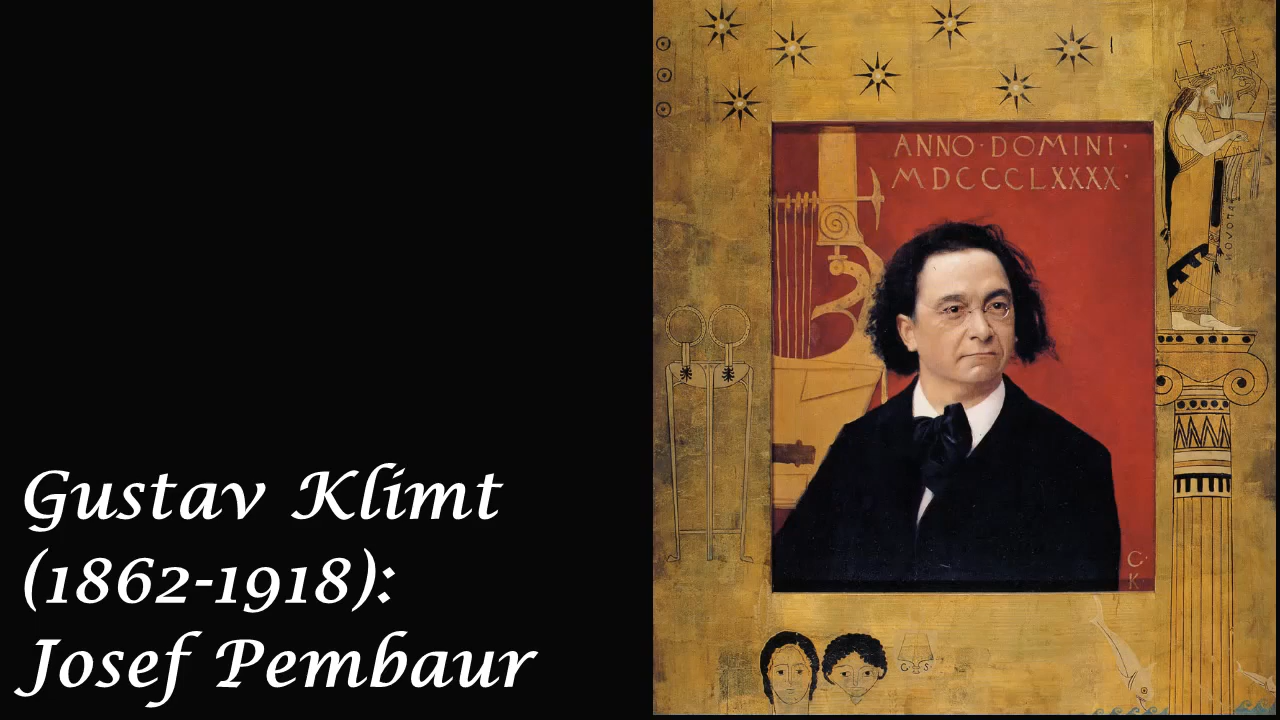 Gustav Klimt
(1862-1918):
Josef Pembaur
ANNO·DOMINI·
MDCCCLXXXX·
G·
K·
G S